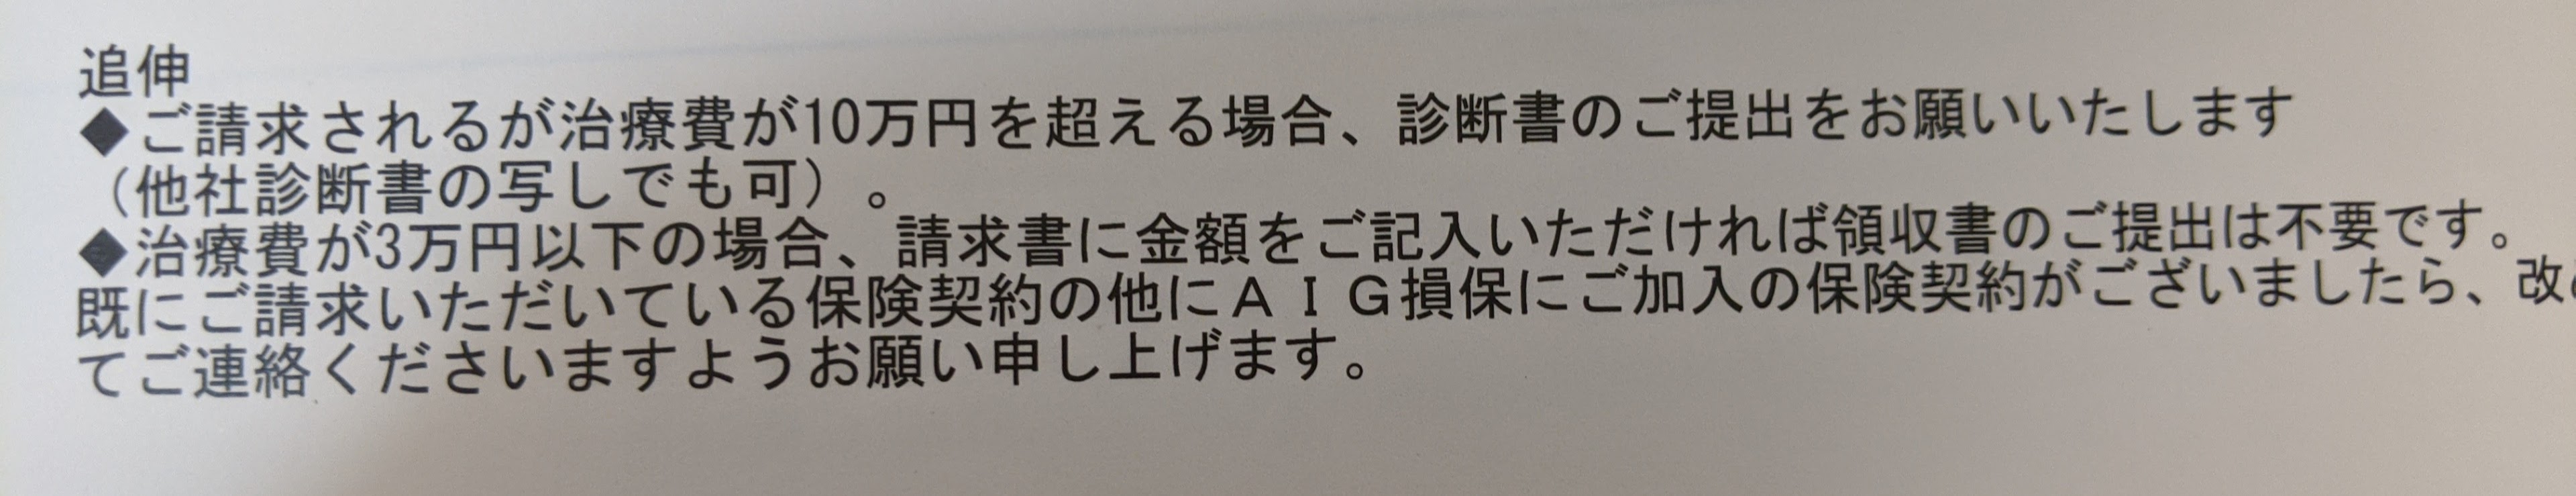 追伸
◆ご請求されるが治療費が10万円を超える場合、診断書のご提出をお願いいたします
（他社診断書の写しでも可）。
◆治療費が3万円以下の場合、請求書に金額をご記入いただければ領収書のご提出は不要です。
既にご請求いただいている保険契約の他にＡＩＧ損保にご加入の保険契約がございましたら、改
てご連絡くださいますようお願い申し上げます。